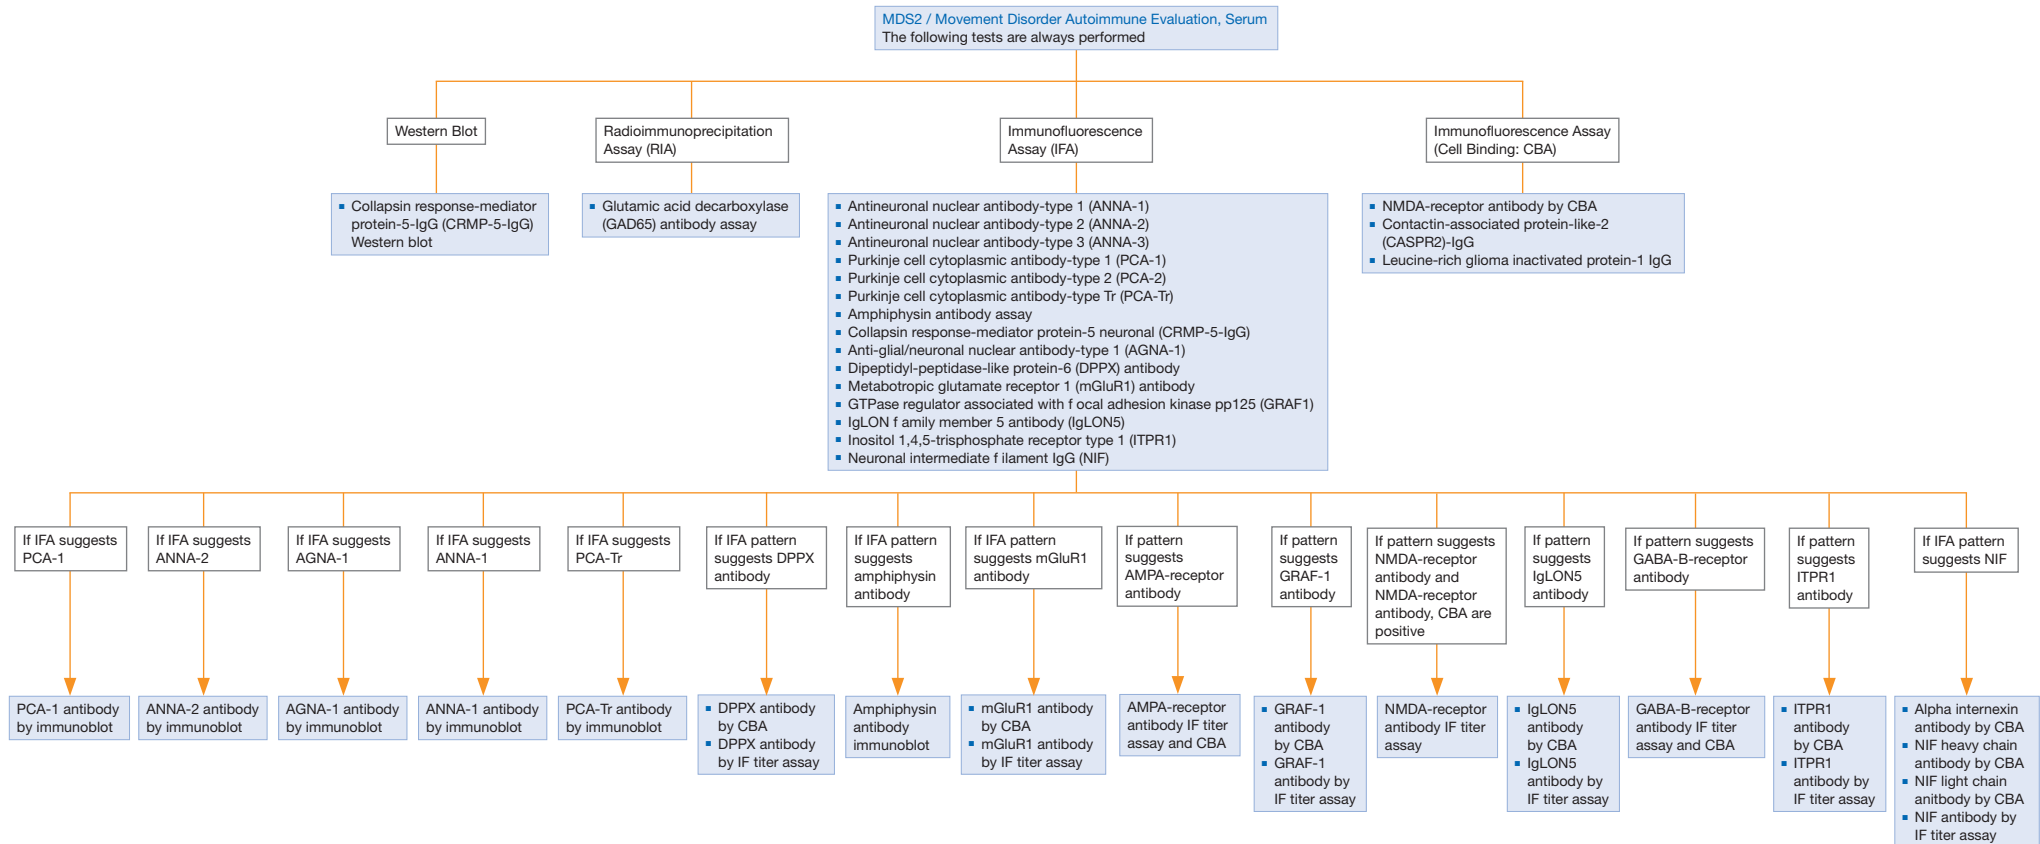 MDS2 / Movement Disorder Autoimmune Evaluation, Serum
The following tests are always performed
Western Blot
Radioimmunoprecipitation
Assay (RIA)
Immunofluorescence
Assay (IFA)
Immunofluorescence Assay
(Cell Binding: CBA)
▪ Collapsin response-mediator
protein-5-IgG (CRMP-5-IgG)
Western blot
▪ Glutamic acid decarboxylase
(GAD65) antibody assay
▪ Antineuronal nuclear antibody-type 1 (ANNA-1)
▪ Antineuronal nuclear antibody-type 2 (ANNA-2)
▪ Antineuronal nuclear antibody-type 3 (ANNA-3)
▪ Purkinje cell cytoplasmic antibody-type 1 (PCA-1)
▪ Purkinje cell cytoplasmic antibody-type 2 (PCA-2)
▪ Purkinje cell cytoplasmic antibody-type Tr (PCA-Tr)
▪ Amphiphysin antibody assay
▪ Collapsin response-mediator protein-5 neuronal (CRMP-5-IgG)
▪ Anti-glial/neuronal nuclear antibody-type 1 (AGNA-1)
▪ Dipeptidyl-peptidase-like protein-6 (DPPX) antibody
▪ Metabotropic glutamate receptor 1 (mGluR1) antibody
▪ GTPase regulator associated with f ocal adhesion kinase pp125 (GRAF1)
▪ IgLON f amily member 5 antibody (IgLON5)
▪ Inositol 1,4,5-trisphosphate receptor type 1 (ITPR1)
▪ Neuronal intermediate f ilament IgG (NIF)
▪ NMDA-receptor antibody by CBA
▪ Contactin-associated protein-like-2
(CASPR2)-IgG
▪ Leucine-rich glioma inactivated protein-1 IgG
If IFA suggests
PCA-1
If IFA suggests
ANNA-2
If IFA suggests
AGNA-1
If IFA suggests
ANNA-1
If IFA suggests
PCA-Tr
If IFA pattern
suggests DPPX
antibody
If IFA pattern
suggests
amphiphysin
antibody
If IFA pattern
suggests mGluR1
antibody
If pattern
suggests
AMPA-receptor
antibody
If pattern
suggests
GRAF-1
antibody
If pattern suggests
NMDA-receptor
antibody and
NMDA-receptor
antibody, CBA are
positive
If pattern
suggests
IgLON5
antibody
If pattern suggests
GABA-B-receptor
antibody
If pattern
suggests
ITPR1
antibody
If IFA pattern
suggests NIF
PCA-1 antibody
by immunoblot
ANNA-2 antibody
by immunoblot
AGNA-1 antibody
by immunoblot
ANNA-1 antibody
by immunoblot
PCA-Tr antibody
by immunoblot
▪ DPPX antibody
by CBA
▪ DPPX antibody
by IF titer assay
Amphiphysin
antibody
immunoblot
▪ mGluR1 antibody
by CBA
▪ mGluR1 antibody
by IF titer assay
AMPA-receptor
antibody IF titer
assay and CBA
▪ GRAF-1
antibody
by CBA
▪ GRAF-1
antibody by
IF titer assay
NMDA-receptor
antibody IF titer
assay
▪ IgLON5
antibody
by CBA
▪ IgLON5
antibody by
IF titer assay
GABA-B-receptor
antibody IF titer
assay and CBA
▪ ITPR1
antibody
by CBA
▪ ITPR1
antibody by
IF titer assay
▪ Alpha internexin
antibody by CBA
▪ NIF heavy chain
antibody by CBA
▪ NIF light chain
anitbody by CBA
▪ NIF antibody by
IF titer assay